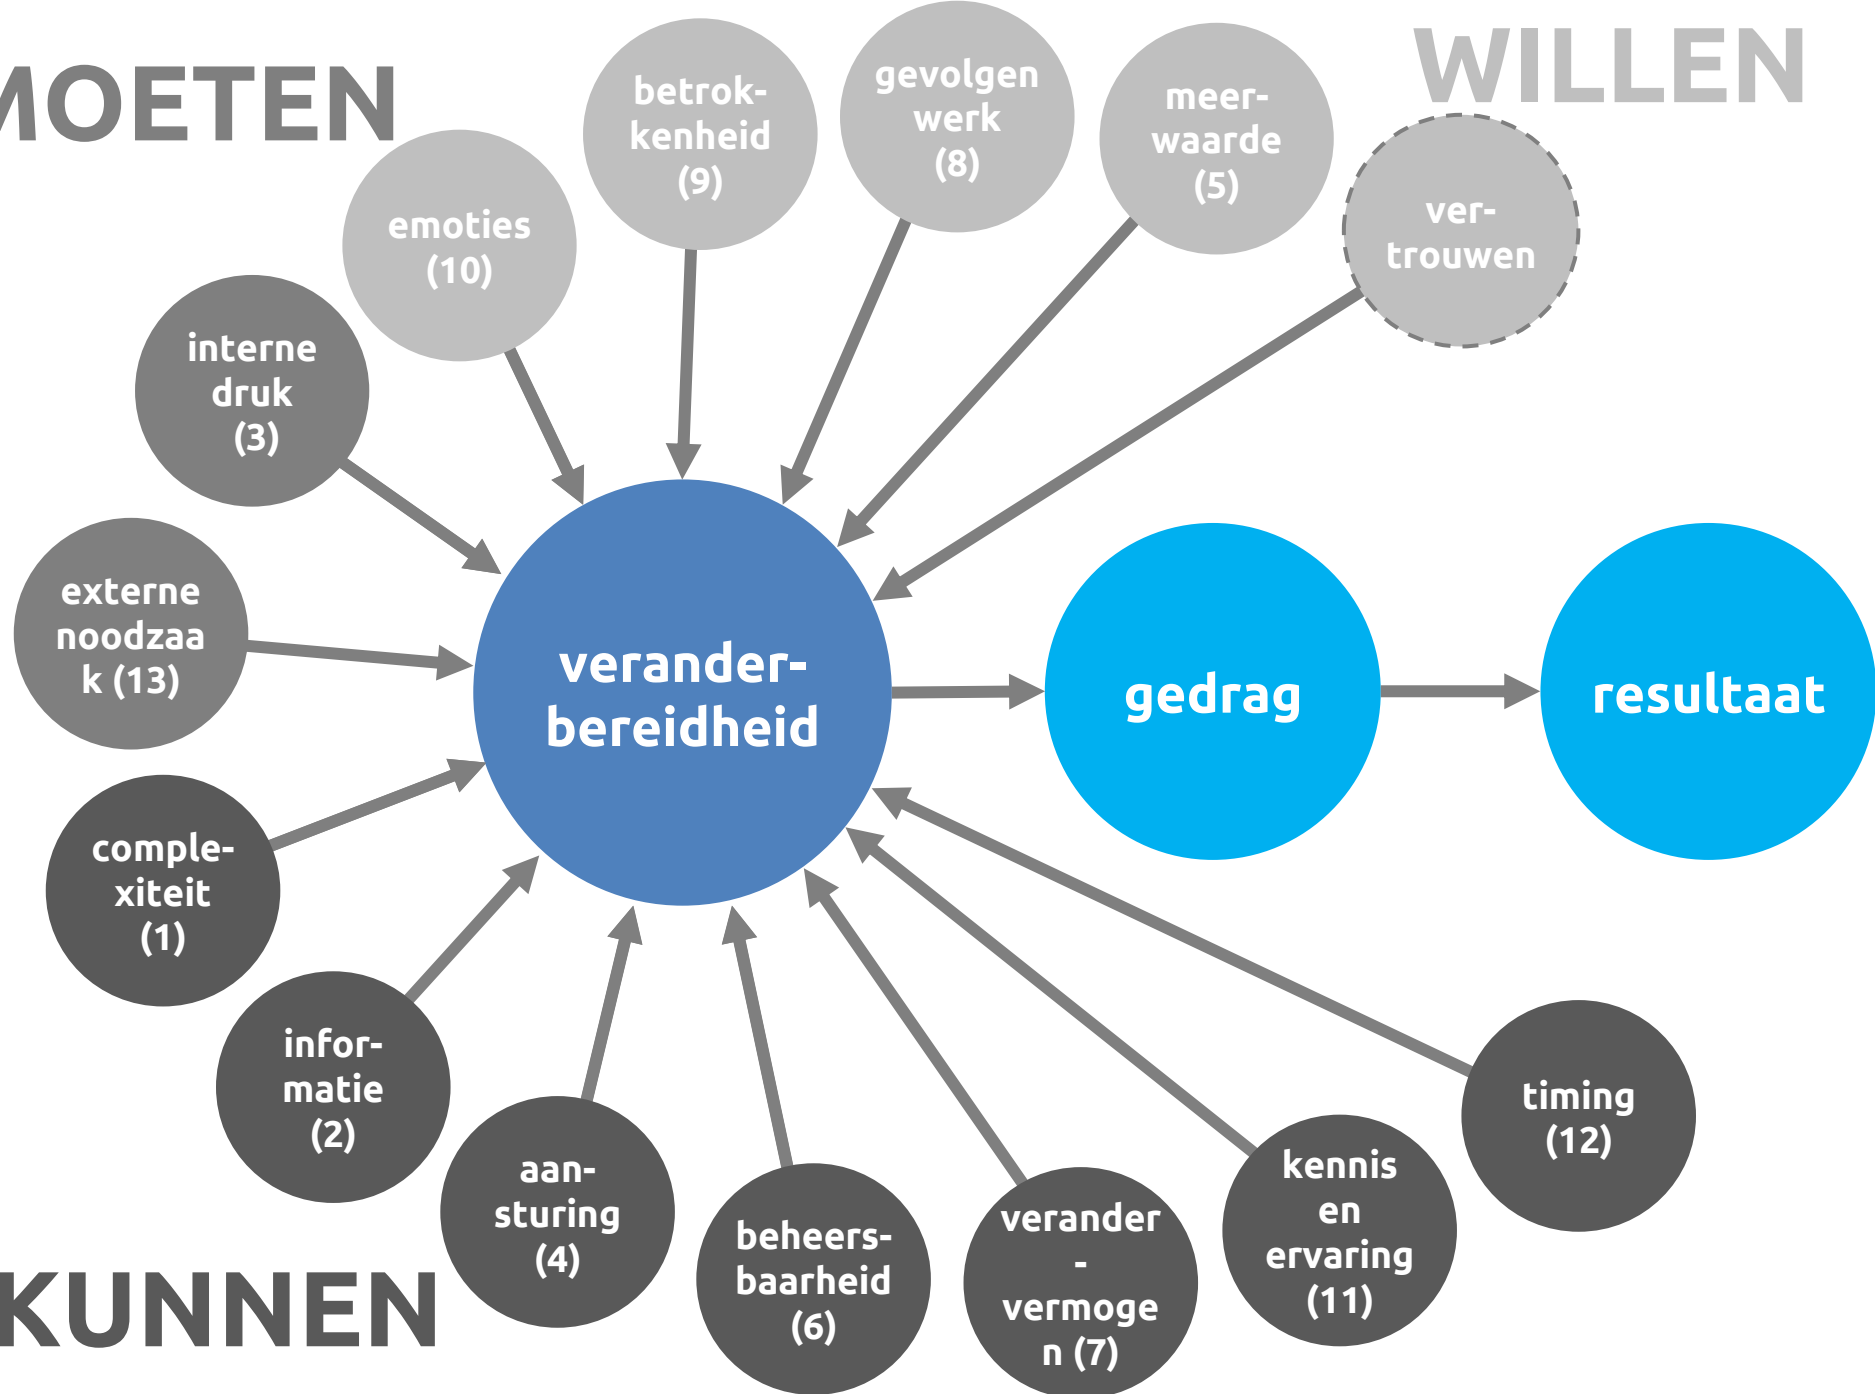 MOETEN
WILLEN
betrok-
kenheid
(9)
gevolgen
werk
(8)
meer-
waarde
(5)
ver-
trouwen
emoties
(10)
interne
druk
(3)
externe
noodzaa
k (13)
verander-
bereidheid
gedrag
resultaat
comple-
xiteit
(1)
infor-
matie
(2)
aan-
sturing
(4)
beheers-
baarheid
(6)
verander
-
vermoge
n (7)
kennis
en
ervaring
(11)
timing
(12)
KUNNEN